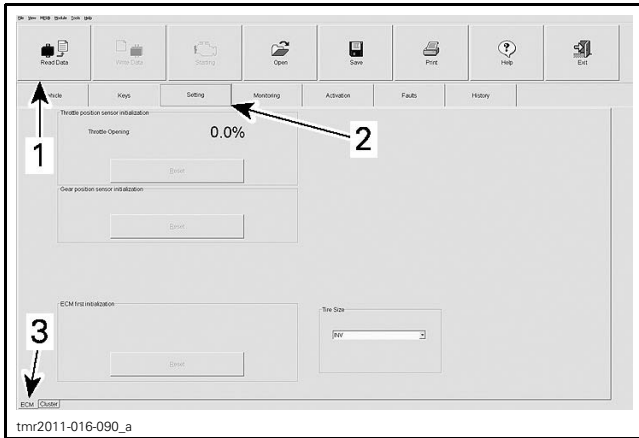 File View MPEM Module Tools Help
Read Data
Write Data
Starting
Open
Save
Print
Help
Exit
Keys
Setting
Monitoring
Activation
Faults
History
Throttle position sensor initialization
Throttle Opening
0.0%
1
2
Reset
Gear position sensor initialization
Reset
ECM first initialization
Tire Size
INV
3
Reset
ECM Cluster
tmr2011-016-090_a